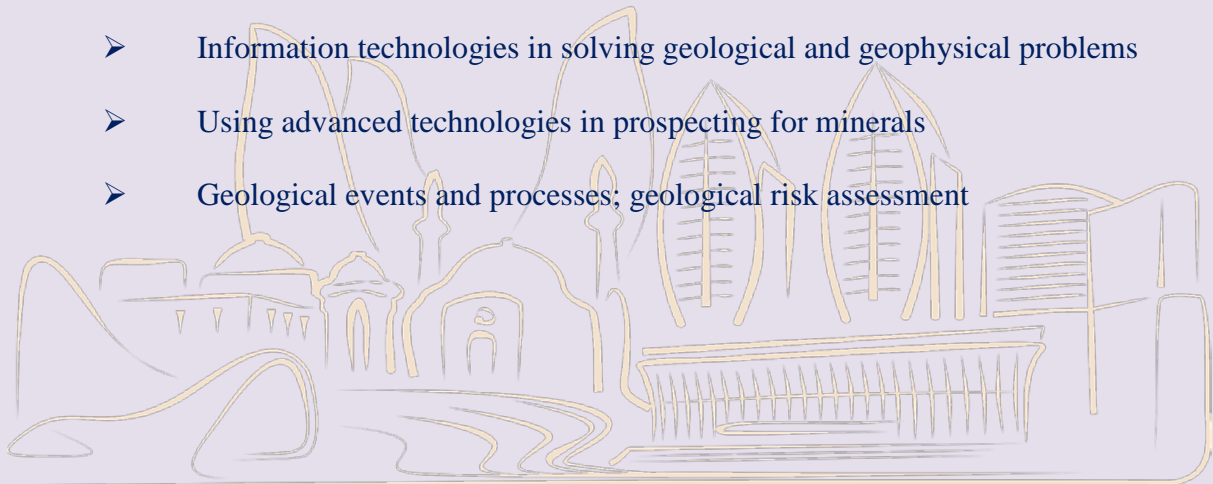 ➢ Information technologies in solving geological and geophysical problems
➢ Using advanced technologies in prospecting for minerals
➢ Geological events and processes; geological risk assessment